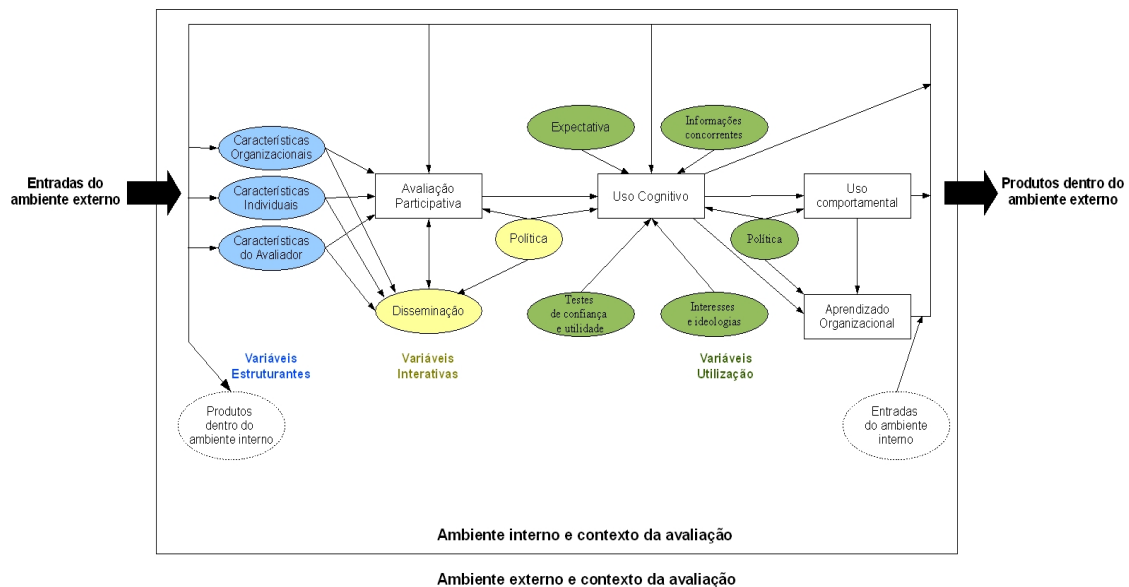 Entradas do
ambiente externo
Características
Organizacionais
Características
Individuais
Características
do Avaliador
Avaliação
Participativa
Política
Disseminação
Expectativa
Informações
concorrentes
Uso Cognitivo
Testes
de confiança
e utilidade
Interesses
e ideologias
Política
Uso
comportamental
Aprendizado
Organizacional
Produtos dentro do
ambiente externo
Variáveis
Estruturantes
Variáveis
Interativas
Variáveis
Utilização
Produtos
dentro do
ambiente interno
Entradas
do ambiente
interno
Ambiente interno e contexto da avaliação
Ambiente externo e contexto da avaliação